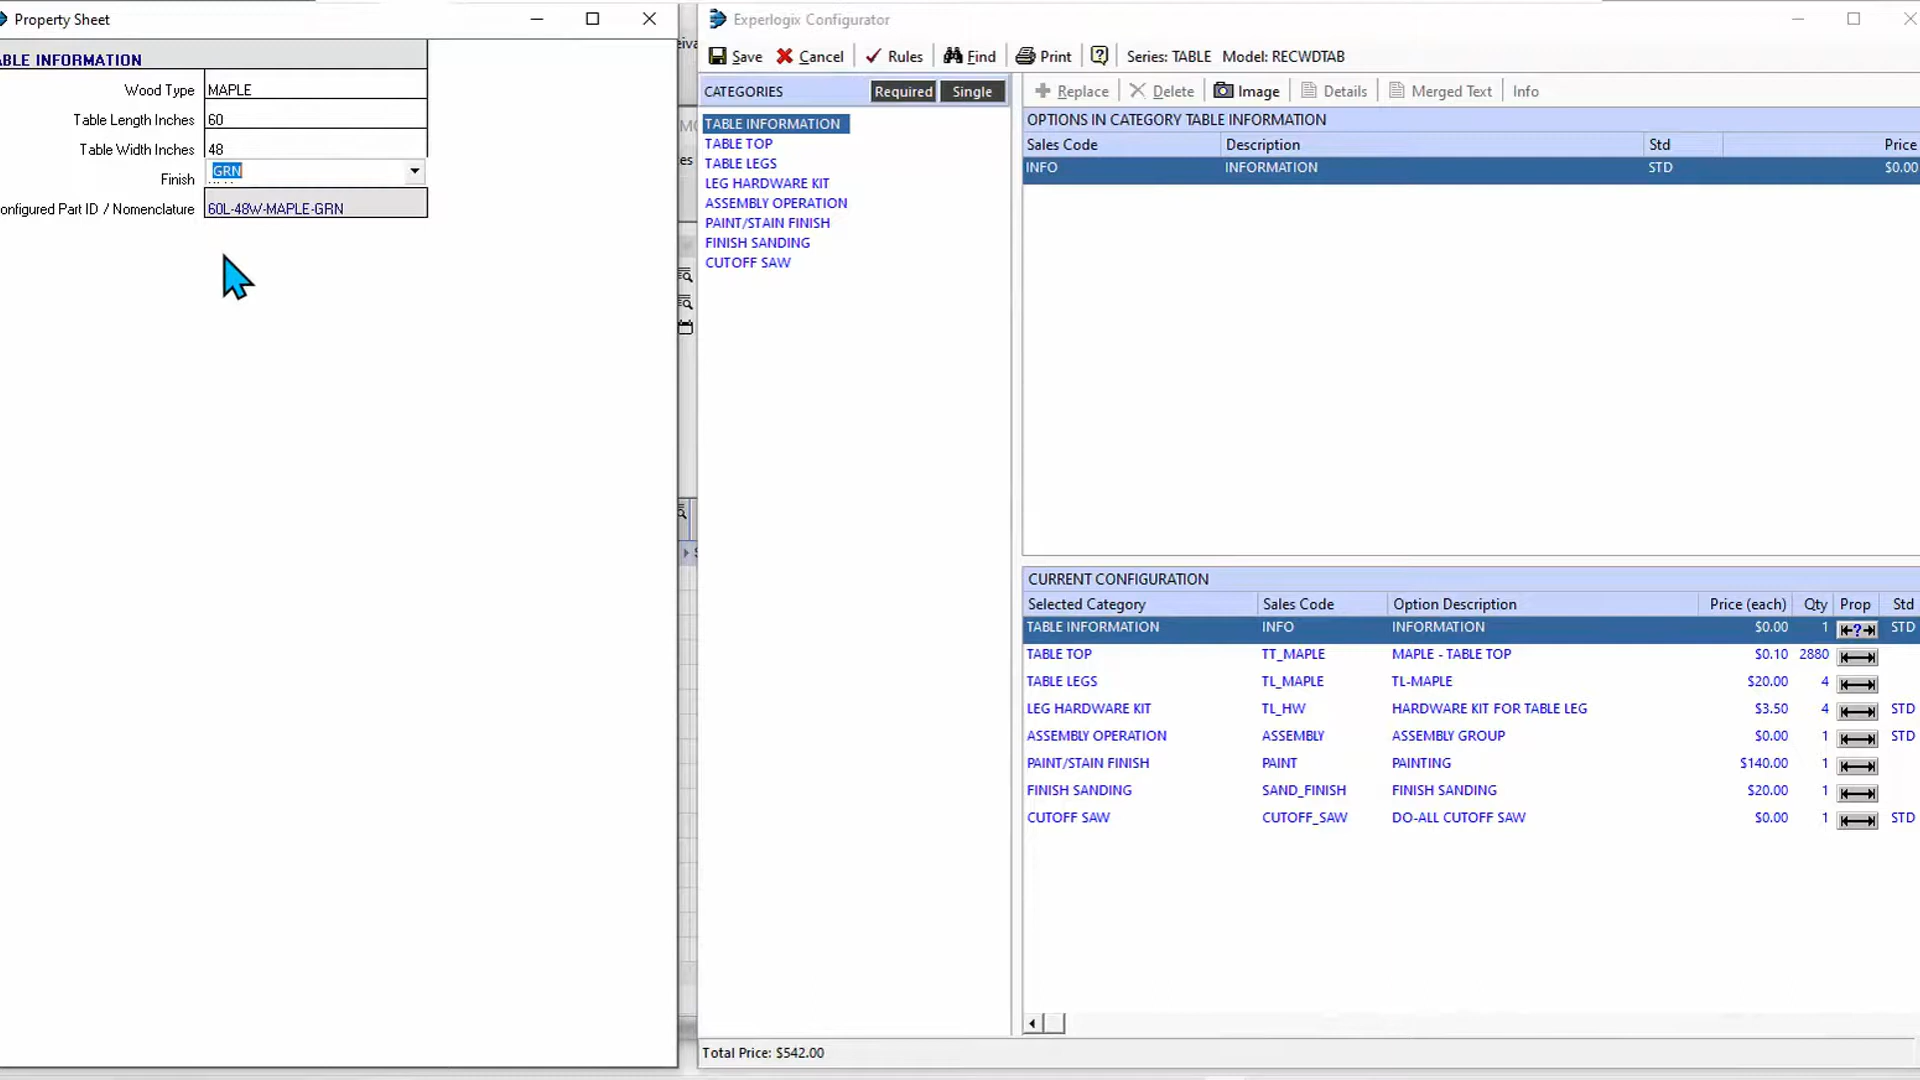 Property Sheet
ABLE INFORMATION
Wood Type MAPLE
Table Length Inches 60
Table Width Inches 48
Finish GRN
onfigured Part ID / Nomenclature 60L-48W-MAPLE-GRN
Experlogix Configurator
Save Cancel Rules Find Print Series: TABLE Model: RECWDTAB
CATEGORIES Required Single
TABLE INFORMATION
TABLE TOP
TABLE LEGS
LEG HARDWARE KIT
ASSEMBLY OPERATION
PAINT/STAIN FINISH
FINISH SANDING
CUTOFF SAW
Replace Delete Image Details Merged Text Info
OPTIONS IN CATEGORY TABLE INFORMATION
Sales Code Description Std Price
INFO INFORMATION STD $0.00
CURRENT CONFIGURATION
Selected Category Sales Code Option Description Price (each) Qty Prop Std
TABLE INFORMATION INFO INFORMATION $0.00 1 ? STD
TABLE TOP TT_MAPLE MAPLE - TABLE TOP $0.10 2880
TABLE LEGS TL_MAPLE TL-MAPLE $20.00 4
LEG HARDWARE KIT TL_HW HARDWARE KIT FOR TABLE LEG $3.50 4 STD
ASSEMBLY OPERATION ASSEMBLY ASSEMBLY GROUP $0.00 1 STD
PAINT/STAIN FINISH PAINT PAINTING $140.00 1
FINISH SANDING SAND_FINISH FINISH SANDING $20.00 1
CUTOFF SAW CUTOFF_SAW DO-ALL CUTOFF SAW $0.00 1 STD
Total Price: $542.00